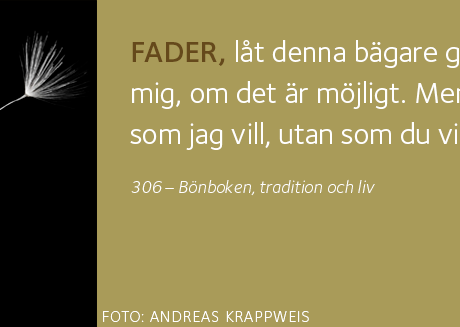 FADER, låt denna bägare g
mig, om det är möjligt. Mer
som jag vill, utan som du vi
306 – Bönboken, tradition och liv
FOTO: ANDREAS KRAPPWEIS